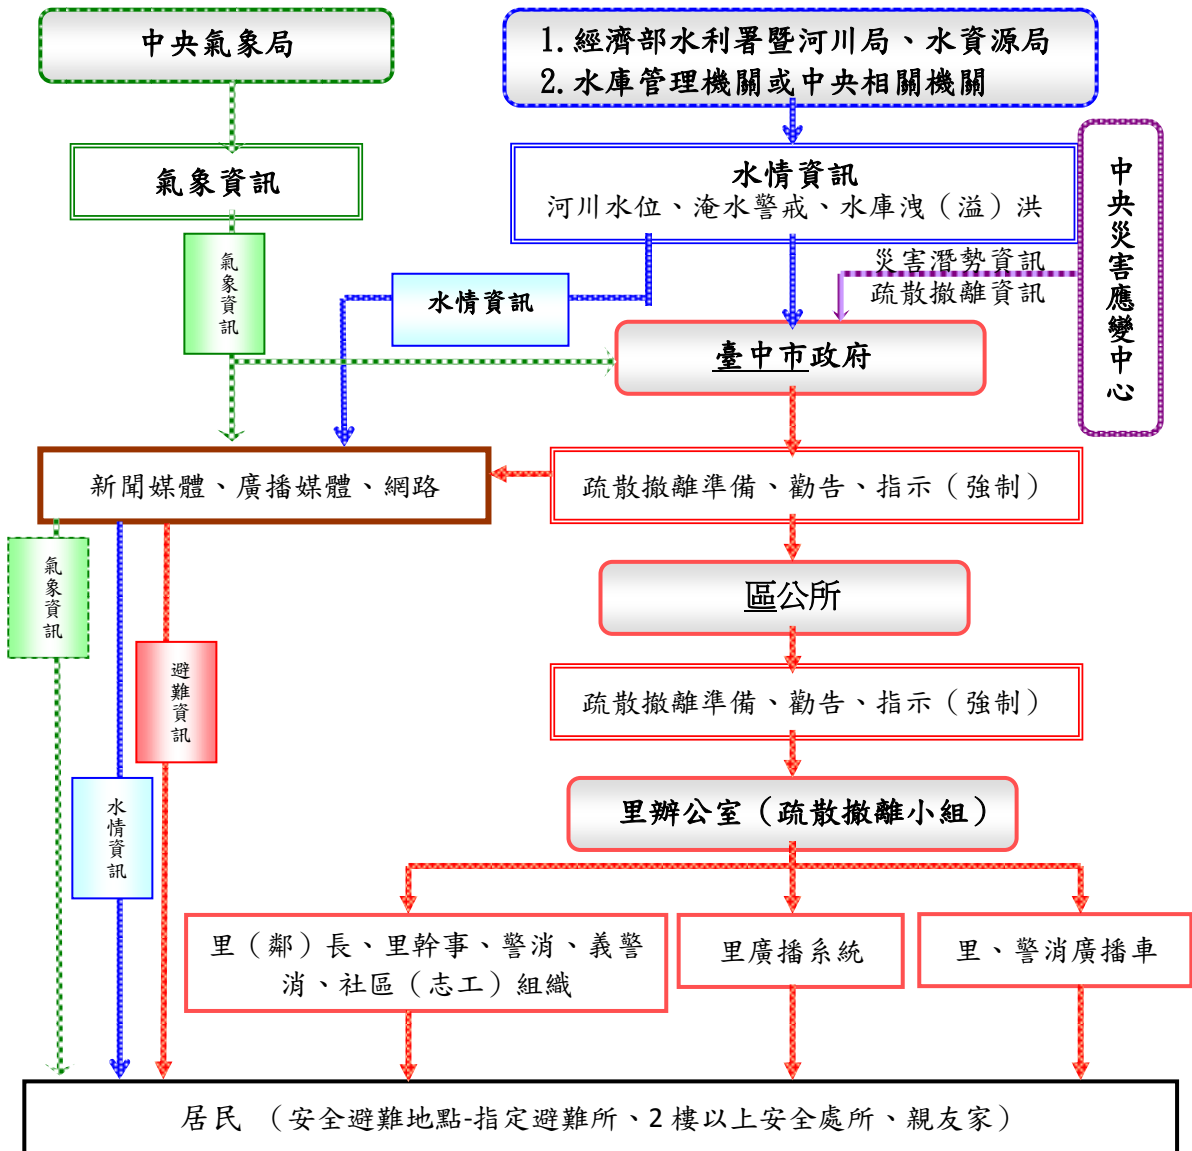 中央氣象局
1. 經濟部水利署暨河川局、水資源局
2. 水庫管理機關或中央相關機關
氣象資訊
水情資訊
河川水位、淹水警戒、水庫洩（溢）洪
中央災害應變中心
氣象資訊
水情資訊
災害潛勢資訊
疏散撤離資訊
臺中市政府
新聞媒體、廣播媒體、網路
疏散撤離準備、勸告、指示（強制）
氣象資訊
區公所
避難資訊
疏散撤離準備、勸告、指示（強制）
水情資訊
里辦公室（疏散撤離小組）
里（鄰）長、里幹事、警消、義警
消、社區（志工）組織
里廣播系統
里、警消廣播車
居民 （安全避難地點-指定避難所、2 樓以上安全處所、親友家）